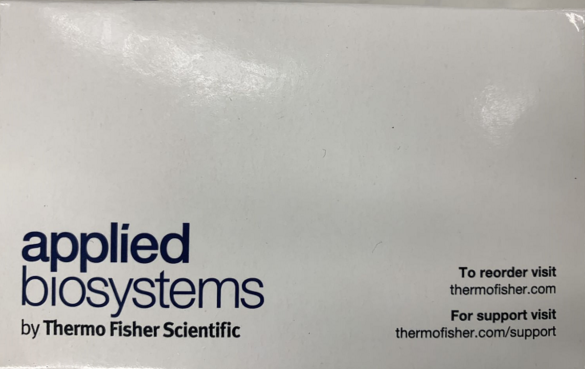 applied
biosystems
by Thermo Fisher Scientific
To reorder visit
thermofisher.com
For support visit
thermofisher.com/support